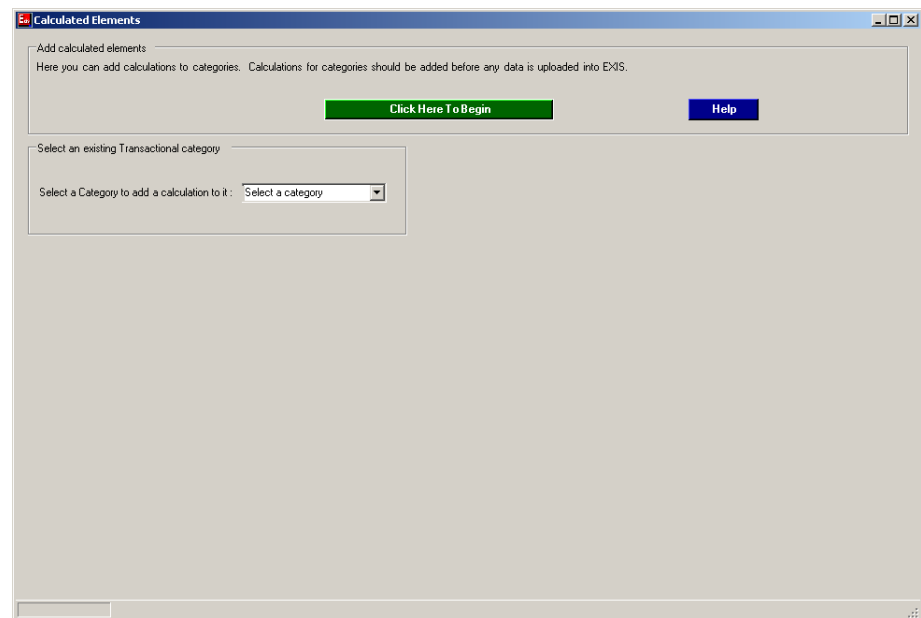 Calculated Elements
Add calculated elements
Here you can add calculations to categories. Calculations for categories should be added before any data is uploaded into EXIS.
Click Here To Begin
Help
Select an existing Transactional category
Select a Category to add a calculation to it :
Select a category